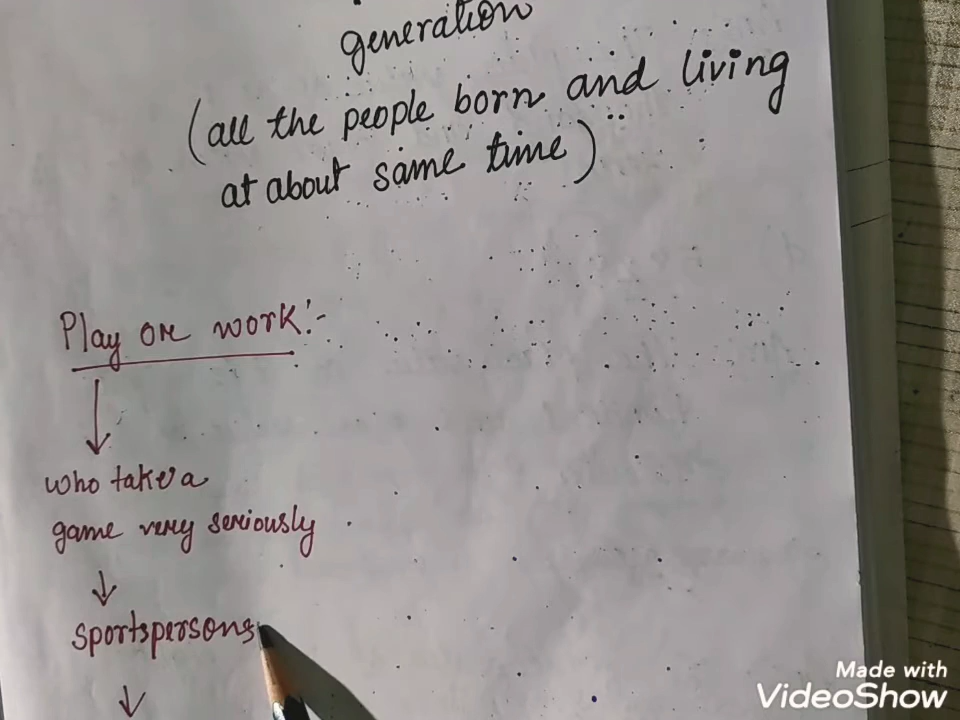 generation
(all the people born and living
at about same time)
Play or work:-
who take a
game very seriously
sportspersons
Made with
VideoShow